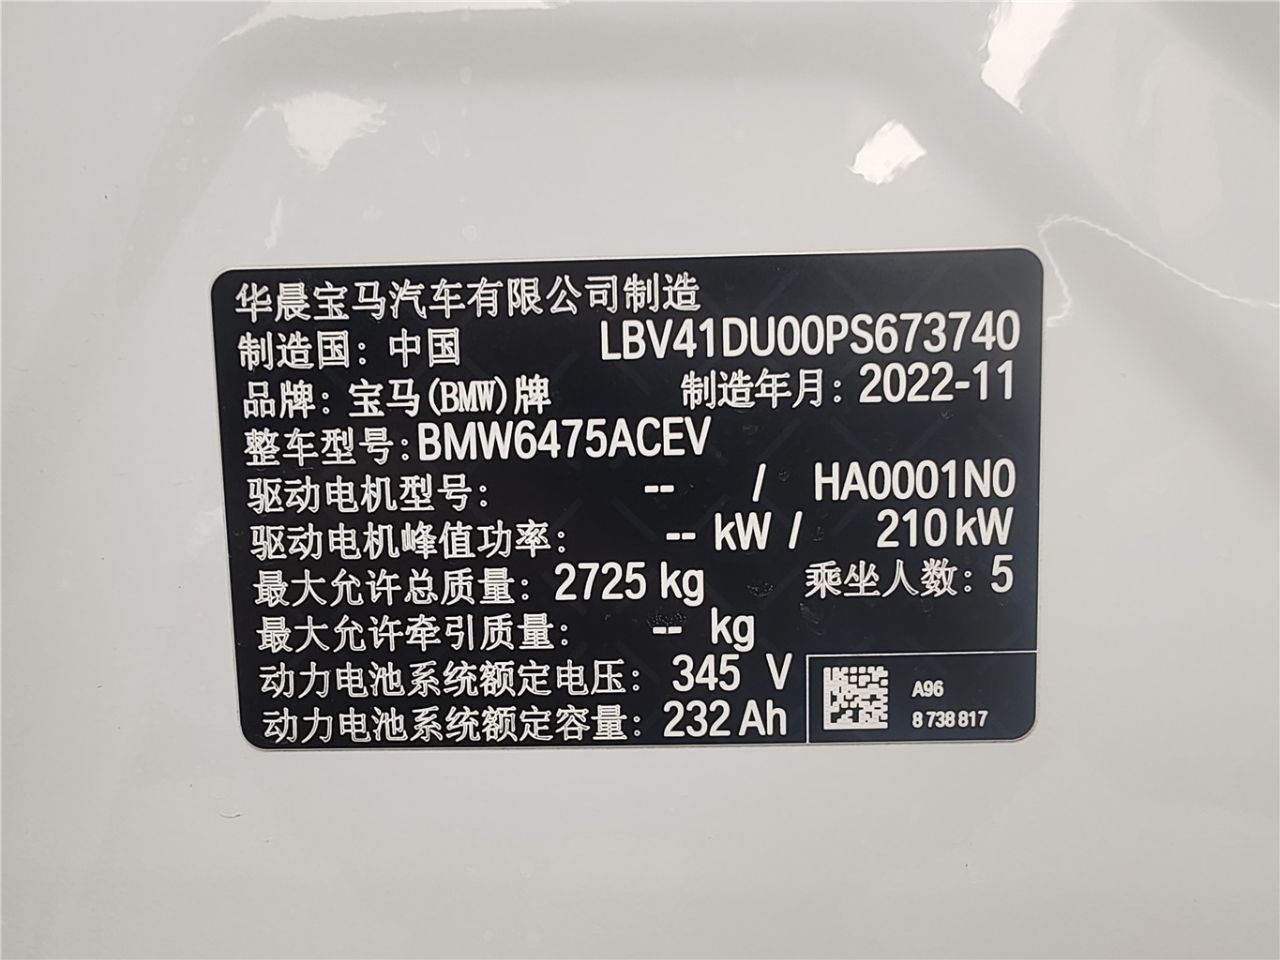 华晨宝马汽车有限公司制造
制造国：中国 LBV41DU00PS673740
品牌：宝马(BMW)牌 制造年月：2022-11
整车型号:BMW6475ACEV
驱动电机型号： -- / HA0001N0
驱动电机峰值功率： -- kW / 210 kW
最大允许总质量：2725 kg 乘坐人数：5
最大允许牵引质量： -- kg
动力电池系统额定电压：345 V
动力电池系统额定容量：232 Ah
A96
8 738 817